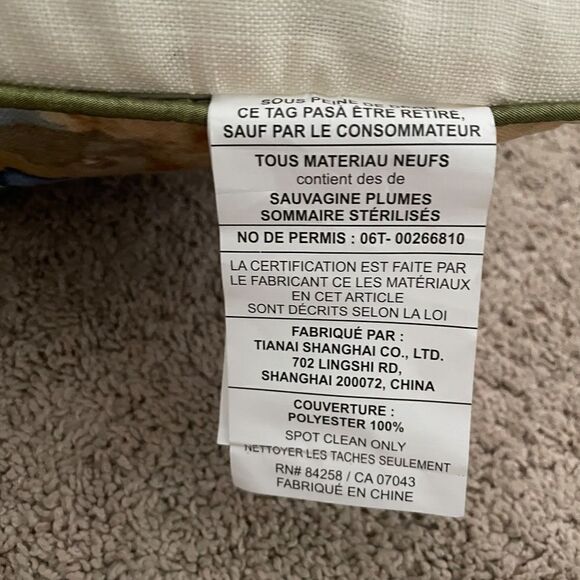 SOUS PEINE DE
CE TAG PASÀ ÊTRE RETIRE,
SAUF PAR LE CONSOMMATEUR
TOUS MATERIAU NEUFS
contient des de
SAUVAGINE PLUMES
SOMMAIRE STÉRILISÉS
NO DE PERMIS : 06T- 00266810
LA CERTIFICATION EST FAITE PAR
LE FABRICANT CE LES MATÉRIAUX
EN CET ARTICLE
SONT DÉCRITS SELON LA LOI
FABRIQUÉ PAR :
TIANAI SHANGHAI CO., LTD.
702 LINGSHI RD,
SHANGHAI 200072, CHINA
COUVERTURE :
POLYESTER 100%
SPOT CLEAN ONLY
NETTOYER LES TACHES SEULEMENT
RN# 84258 / CA 07043
FABRIQUÉ EN CHINE